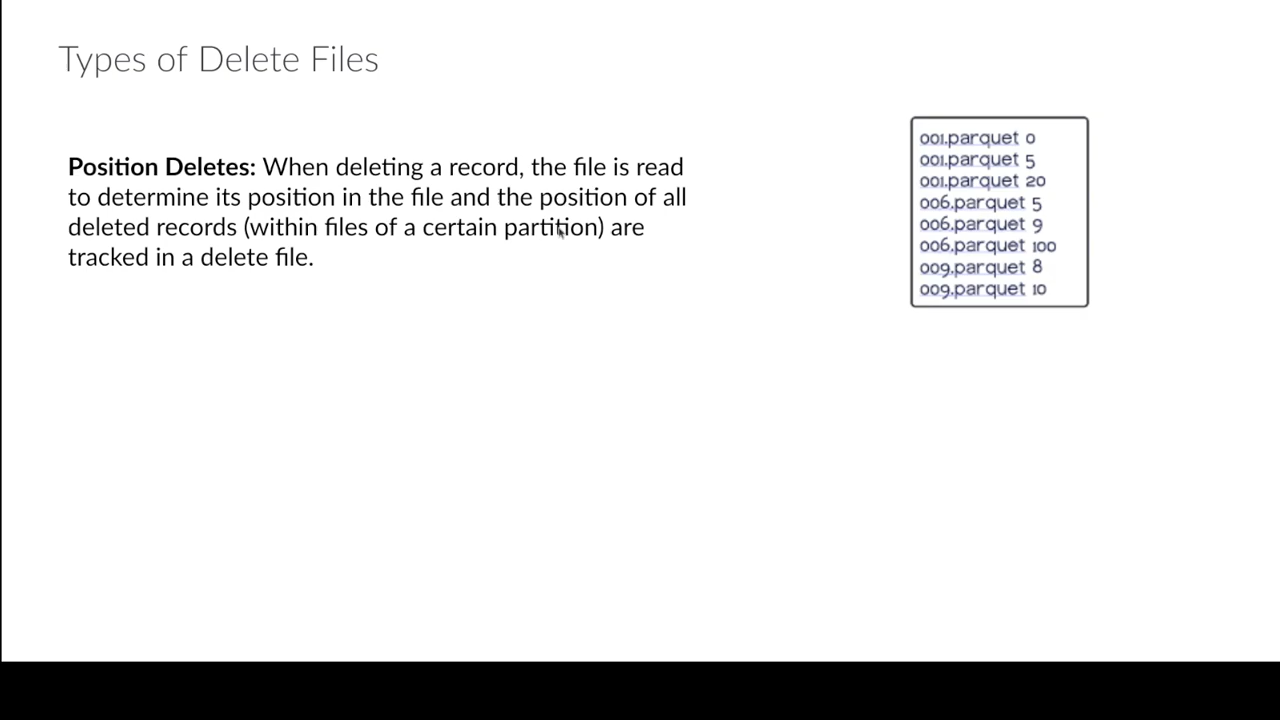 Types of Delete Files
Position Deletes: When deleting a record, the file is read
to determine its position in the file and the position of all
deleted records (within files of a certain partition) are
tracked in a delete file.
001.parquet 0
001.parquet 5
001.parquet 20
006.parquet 5
006.parquet 9
006.parquet 100
009.parquet 8
009.parquet 10